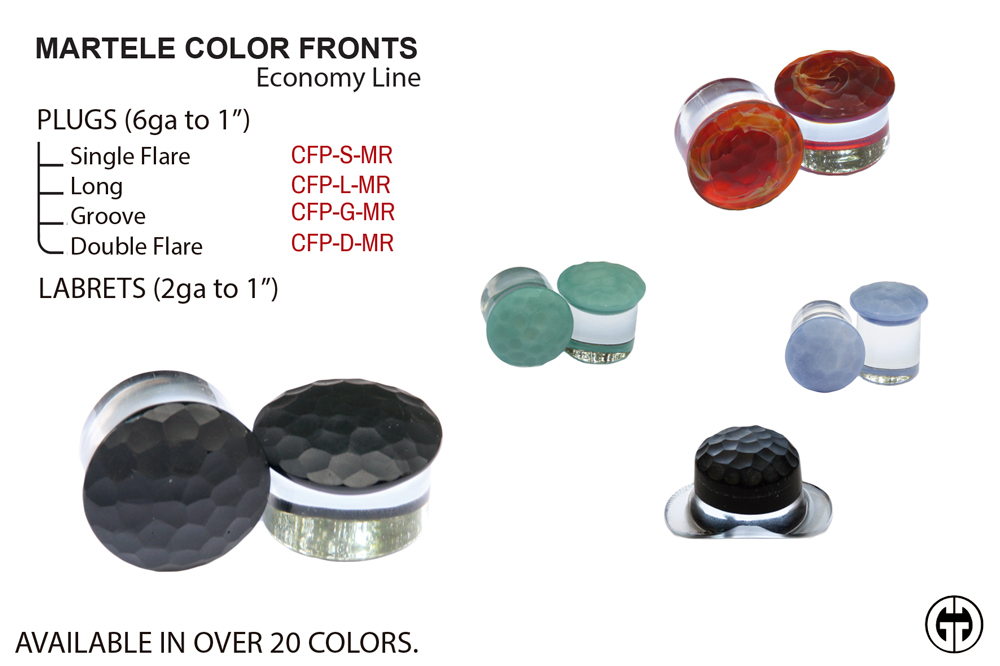 MARTELE COLOR FRONTS
Economy Line
PLUGS (6ga to 1”)
Single Flare CFP-S-MR
Long CFP-L-MR
Groove CFP-G-MR
Double Flare CFP-D-MR
LABRETS (2ga to 1”)
AVAILABLE IN OVER 20 COLORS.